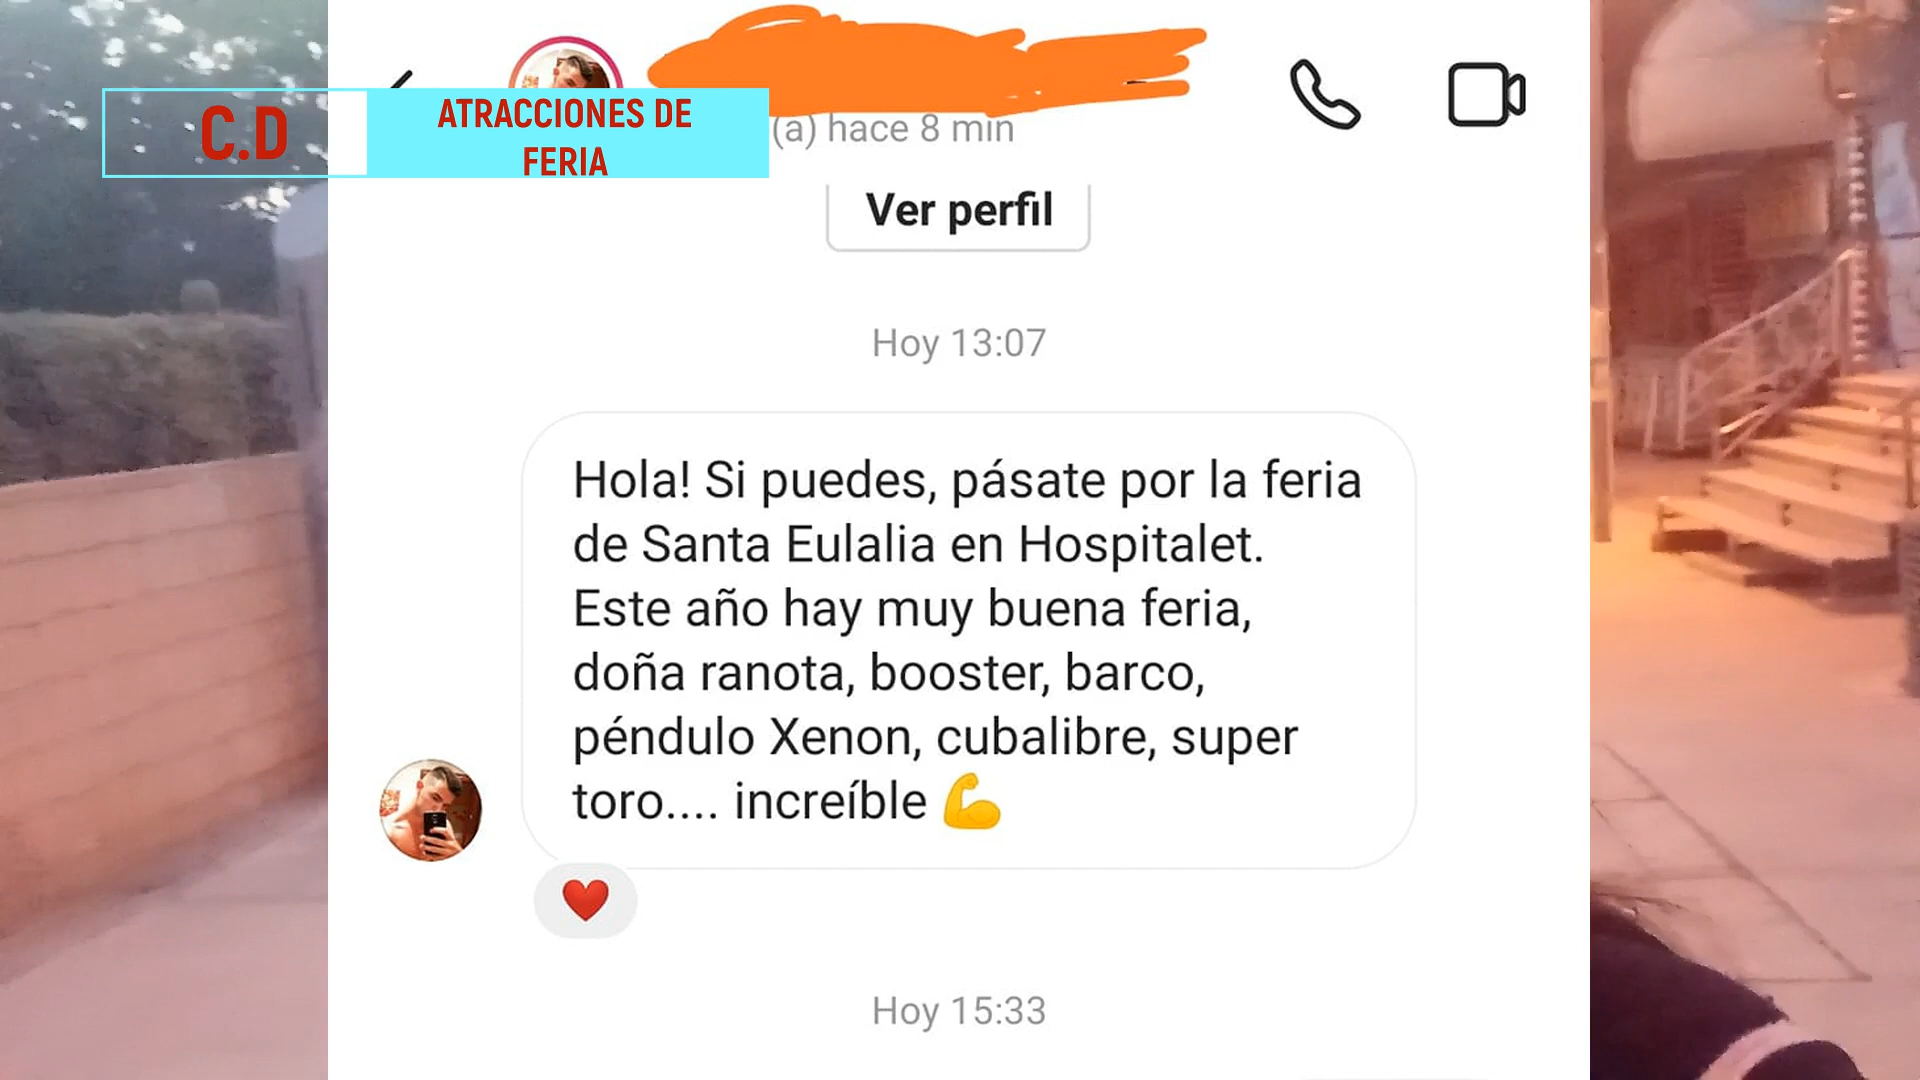 C.D
ATRACCIONES DE
FERIA
(a) hace 8 min
Ver perfil
Hoy 13:07
Hola! Si puedes, pásate por la feria
de Santa Eulalia en Hospitalet.
Este año hay muy buena feria,
doña ranota, booster, barco,
péndulo Xenon, cubalibre, super
toro.... increíble 💪
Hoy 15:33